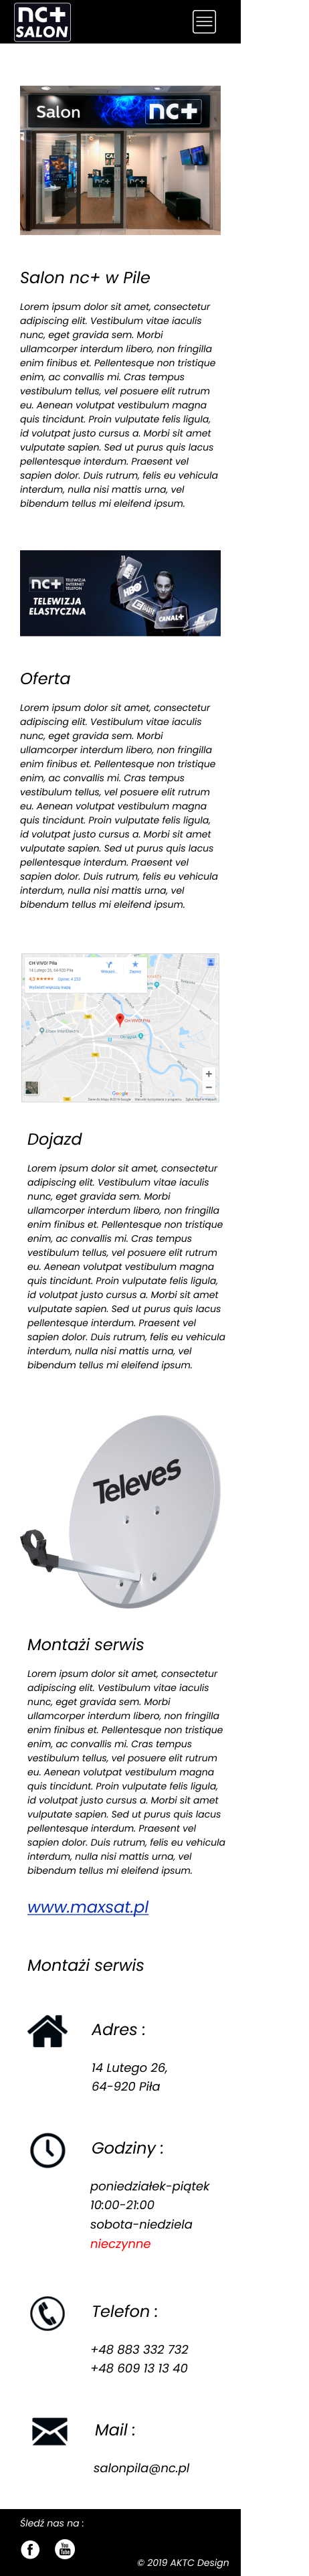 nc+
SALON
Salon nc+
Salon nc+ w Pile
Lorem ipsum dolor sit amet, consectetur
adipiscing elit. Vestibulum vitae iaculis
nunc, eget gravida sem. Morbi
ullamcorper interdum libero, non fringilla
enim finibus et. Pellentesque non tristique
enim, ac convallis mi. Cras tempus
vestibulum tellus, vel posuere elit rutrum
eu. Aenean volutpat vestibulum magna
quis tincidunt. Proin vulputate felis ligula,
id volutpat justo cursus a. Morbi sit amet
vulputate sapien. Sed ut purus quis lacus
pellentesque interdum. Praesent vel
sapien dolor. Duis rutrum, felis eu vehicula
interdum, nulla nisi mattis urna, vel
bibendum tellus mi eleifend ipsum.
nc+ TELEWIZJA
INTERNET
TELEFON
TELEWIZJA
ELASTYCZNA
HBO
CANAL+
Oferta
Lorem ipsum dolor sit amet, consectetur
adipiscing elit. Vestibulum vitae iaculis
nunc, eget gravida sem. Morbi
ullamcorper interdum libero, non fringilla
enim finibus et. Pellentesque non tristique
enim, ac convallis mi. Cras tempus
vestibulum tellus, vel posuere elit rutrum
eu. Aenean volutpat vestibulum magna
quis tincidunt. Proin vulputate felis ligula,
id volutpat justo cursus a. Morbi sit amet
vulputate sapien. Sed ut purus quis lacus
pellentesque interdum. Praesent vel
sapien dolor. Duis rutrum, felis eu vehicula
interdum, nulla nisi mattis urna, vel
bibendum tellus mi eleifend ipsum.
CH VIVO! Piła
14 Lutego 26, 64-920 Piła
Wyświetl większą mapę
CH VIVO! Piła
Google
Dojazd
Lorem ipsum dolor sit amet, consectetur
adipiscing elit. Vestibulum vitae iaculis
nunc, eget gravida sem. Morbi
ullamcorper interdum libero, non fringilla
enim finibus et. Pellentesque non tristique
enim, ac convallis mi. Cras tempus
vestibulum tellus, vel posuere elit rutrum
eu. Aenean volutpat vestibulum magna
quis tincidunt. Proin vulputate felis ligula,
id volutpat justo cursus a. Morbi sit amet
vulputate sapien. Sed ut purus quis lacus
pellentesque interdum. Praesent vel
sapien dolor. Duis rutrum, felis eu vehicula
interdum, nulla nisi mattis urna, vel
bibendum tellus mi eleifend ipsum.
Televes
Montażi serwis
Lorem ipsum dolor sit amet, consectetur
adipiscing elit. Vestibulum vitae iaculis
nunc, eget gravida sem. Morbi
ullamcorper interdum libero, non fringilla
enim finibus et. Pellentesque non tristique
enim, ac convallis mi. Cras tempus
vestibulum tellus, vel posuere elit rutrum
eu. Aenean volutpat vestibulum magna
quis tincidunt. Proin vulputate felis ligula,
id volutpat justo cursus a. Morbi sit amet
vulputate sapien. Sed ut purus quis lacus
pellentesque interdum. Praesent vel
sapien dolor. Duis rutrum, felis eu vehicula
interdum, nulla nisi mattis urna, vel
bibendum tellus mi eleifend ipsum.
www.maxsat.pl
Montażi serwis
Adres :
14 Lutego 26,
64-920 Piła
Godziny :
poniedziałek-piątek
10:00-21:00
sobota-niedziela
nieczynne
Telefon :
+48 883 332 732
+48 609 13 13 40
Mail :
salonpila@nc.pl
Śledź nas na :
You
Tube
© 2019 AKTC Design